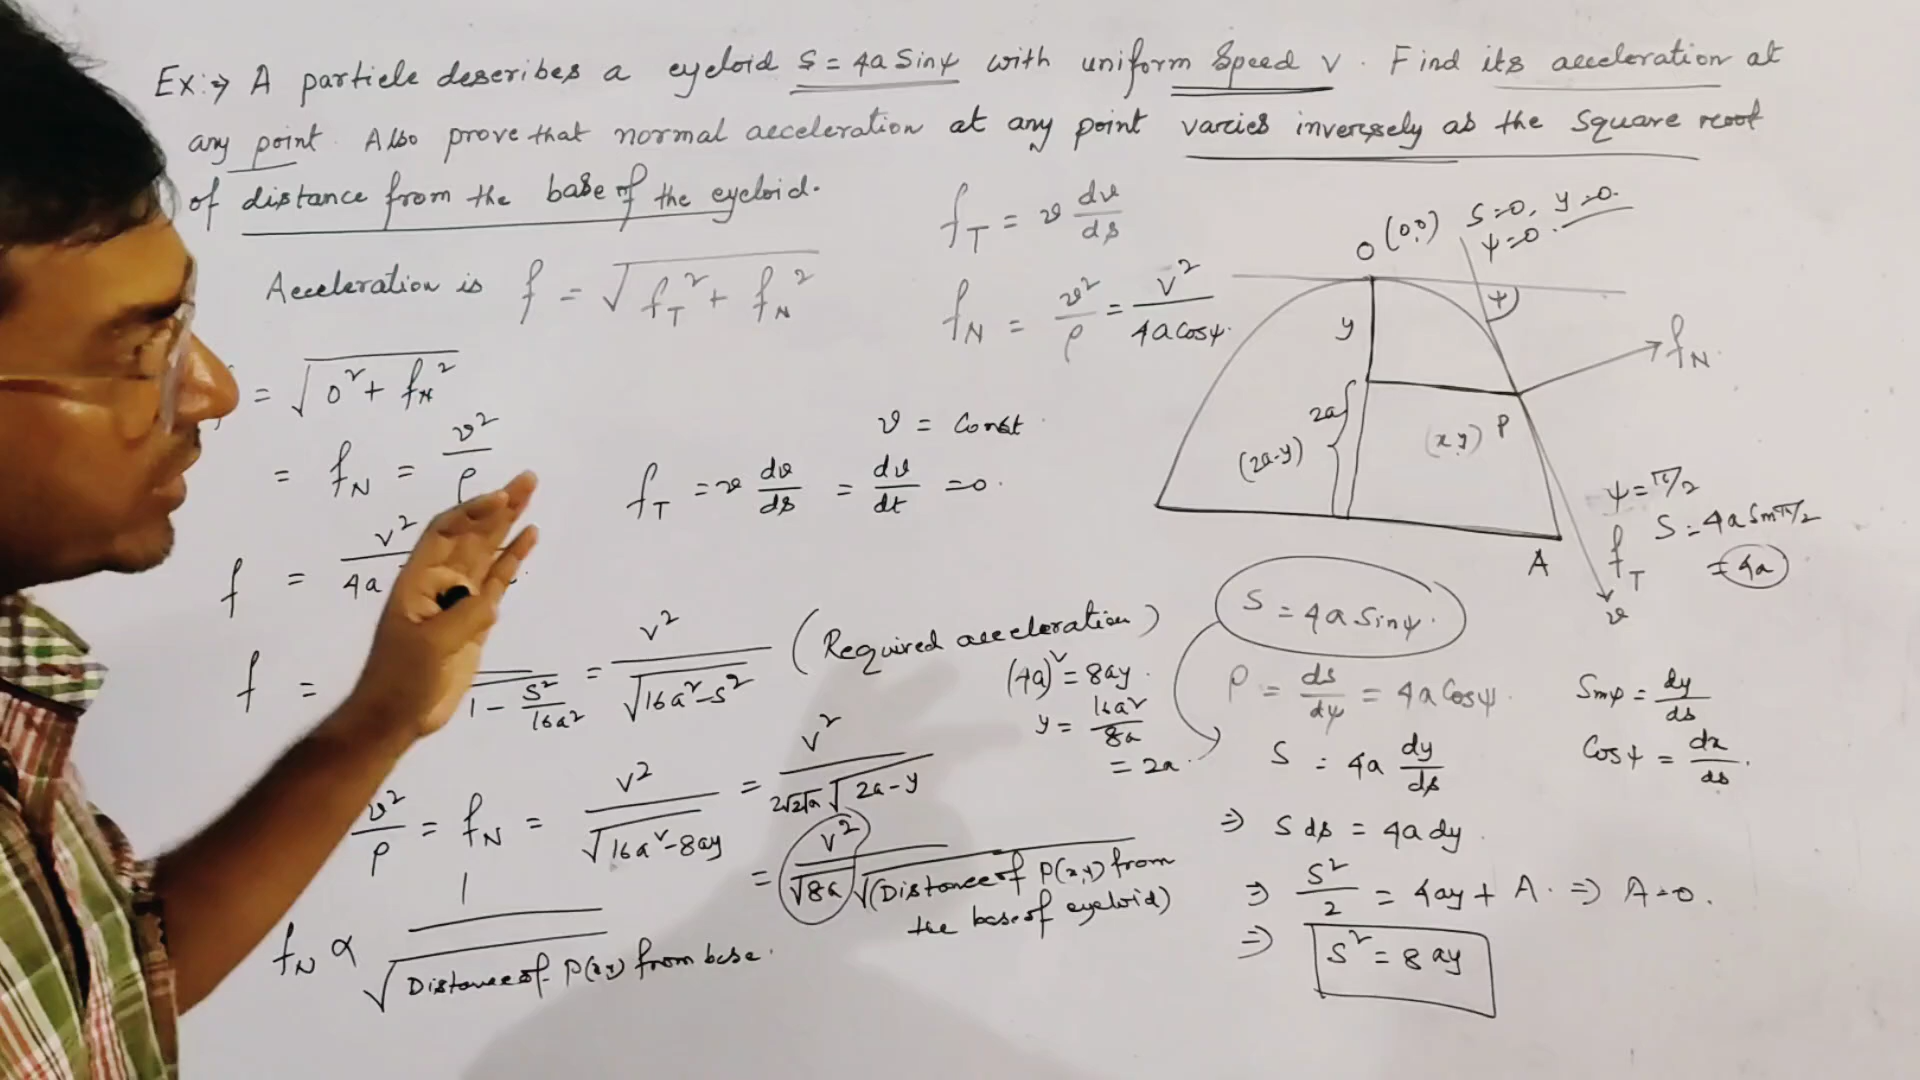 Ex:→ A particle describes a cycloid S = 4a Sinψ with uniform Speed V. Find its acceleration at
any point. Also prove that normal acceleration at any point varies inversely as the square root
of distance from the base of the cycloid.
Acceleration is f = √(f_T² + f_N²)
= √(0² + f_N²)
= f_N = v²/ρ
f = V²/4a
f = 1 - S²/16a² = V²/√(16a²-S²) (Required acceleration)
v²/ρ = f_N = V²/√(16a²-8ay) = V²/2√2√a √(2a-y)
= V²/√8a √(Distance of P(x,y) from
the base of cycloid)
f_N ∝ 1/√(Distance of P(x,y) from base.
f_T = v dv/ds
f_N = v²/ρ = V²/4a Cosψ.
v = Const.
f_T = v dv/ds = dv/dt = 0.
(4a)² = 8ay.
y = 16a²/8a
= 2a.
O (0,0) S=0, y=0.
ψ=0.
ψ
y
f_N
2a
(2a-y)
(x,y) P
A
ψ = π/2
S = 4a Sin π/2
= 4a
f_T
v
S = 4a Sinψ.
ρ = ds/dψ = 4a Cosψ.
Sinψ = dy/ds
Cosψ = dx/ds.
S = 4a dy/ds
⇒ S ds = 4a dy.
⇒ S²/2 = 4ay + A. ⇒ A=0.
⇒ S² = 8ay